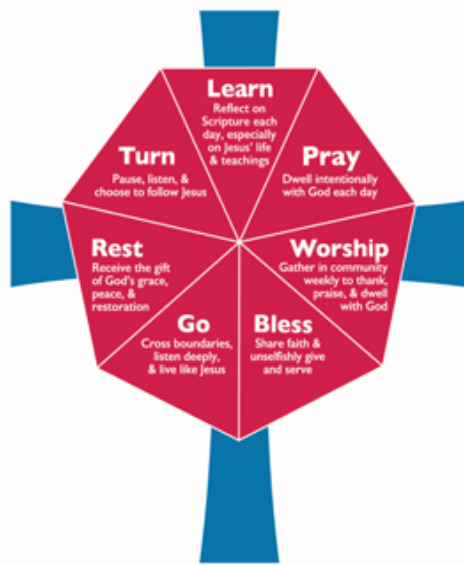 Learn
Reflect on
Scripture each
day, especially
on Jesus' life
& teachings
Turn
Pause, listen, &
choose to follow Jesus
Pray
Dwell intentionally
with God each day
Rest
Receive the gift
of God's grace,
peace, &
restoration
Worship
Gather in community
weekly to thank,
praise, & dwell
with God
Go
Cross boundaries,
listen deeply,
& live like Jesus
Bless
Share faith &
unselfishly give
and serve